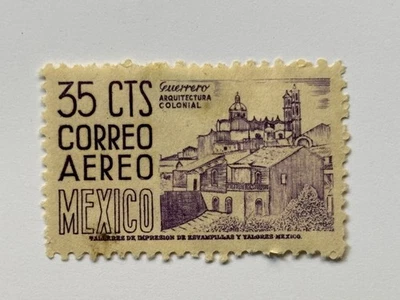 35 CTS
Guerrero
ARQUITECTURA
COLONIAL
CORREO
AEREO
MEXICO
TALLERES DE IMPRESION DE ESTAMPILLAS Y VALORES MEXICO.